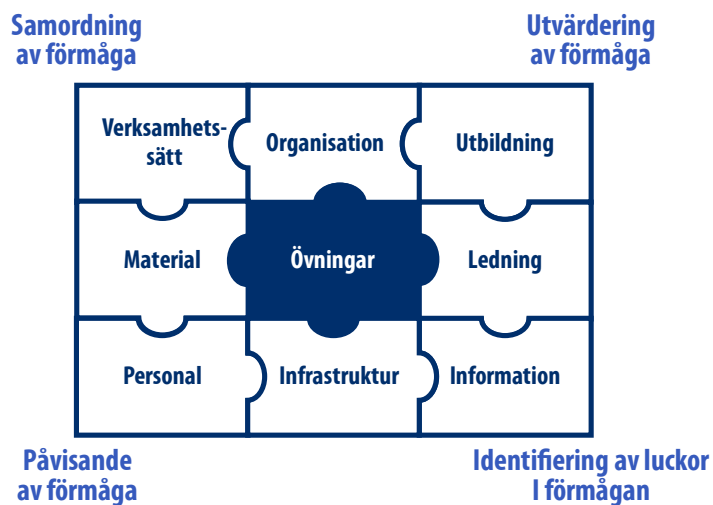 Samordning
av förmåga
Utvärdering
av förmåga
Verksamhets-
sätt
Organisation
Utbildning
Material
Övningar
Ledning
Personal
Infrastruktur
Information
Påvisande
av förmåga
Identifiering av luckor
I förmågan